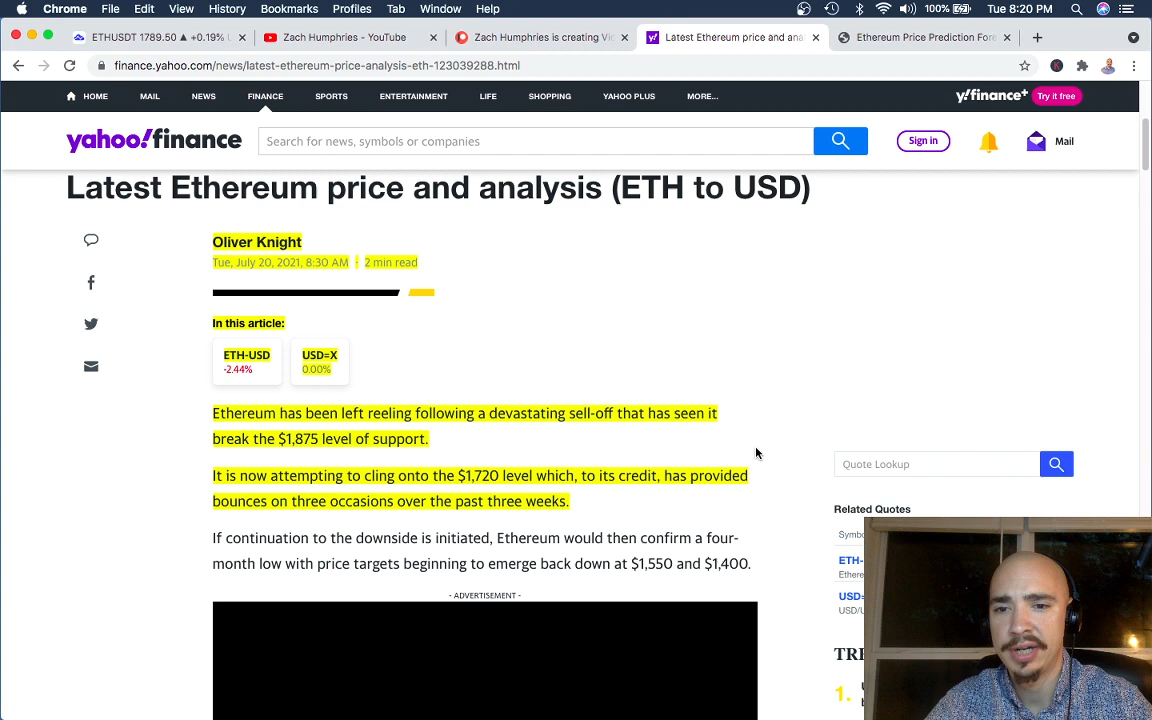 Chrome File Edit View History Bookmarks Profiles Tab Window Help 100% Tue 8:20 PM
ETHUSDT 1789.50 ▲ +0.19% Zach Humphries - YouTube Zach Humphries is creating Vi Latest Ethereum price and ana Ethereum Price Prediction Fore
finance.yahoo.com/news/latest-ethereum-price-analysis-eth-123039288.html
HOME MAIL NEWS FINANCE SPORTS ENTERTAINMENT LIFE SHOPPING YAHOO PLUS MORE... y!finance+ Try it free
yahoo!finance Search for news, symbols or companies Sign in Mail
Latest Ethereum price and analysis (ETH to USD)
Oliver Knight
Tue, July 20, 2021, 8:30 AM · 2 min read
In this article:
ETH-USD USD=X
-2.44% 0.00%
Ethereum has been left reeling following a devastating sell-off that has seen it
break the $1,875 level of support.
It is now attempting to cling onto the $1,720 level which, to its credit, has provided
bounces on three occasions over the past three weeks.
If continuation to the downside is initiated, Ethereum would then confirm a four-
month low with price targets beginning to emerge back down at $1,550 and $1,400.
- ADVERTISEMENT -
Quote Lookup
Related Quotes
Symbo
ETH-
Ethere
USD=
USD/U
TRE
1.